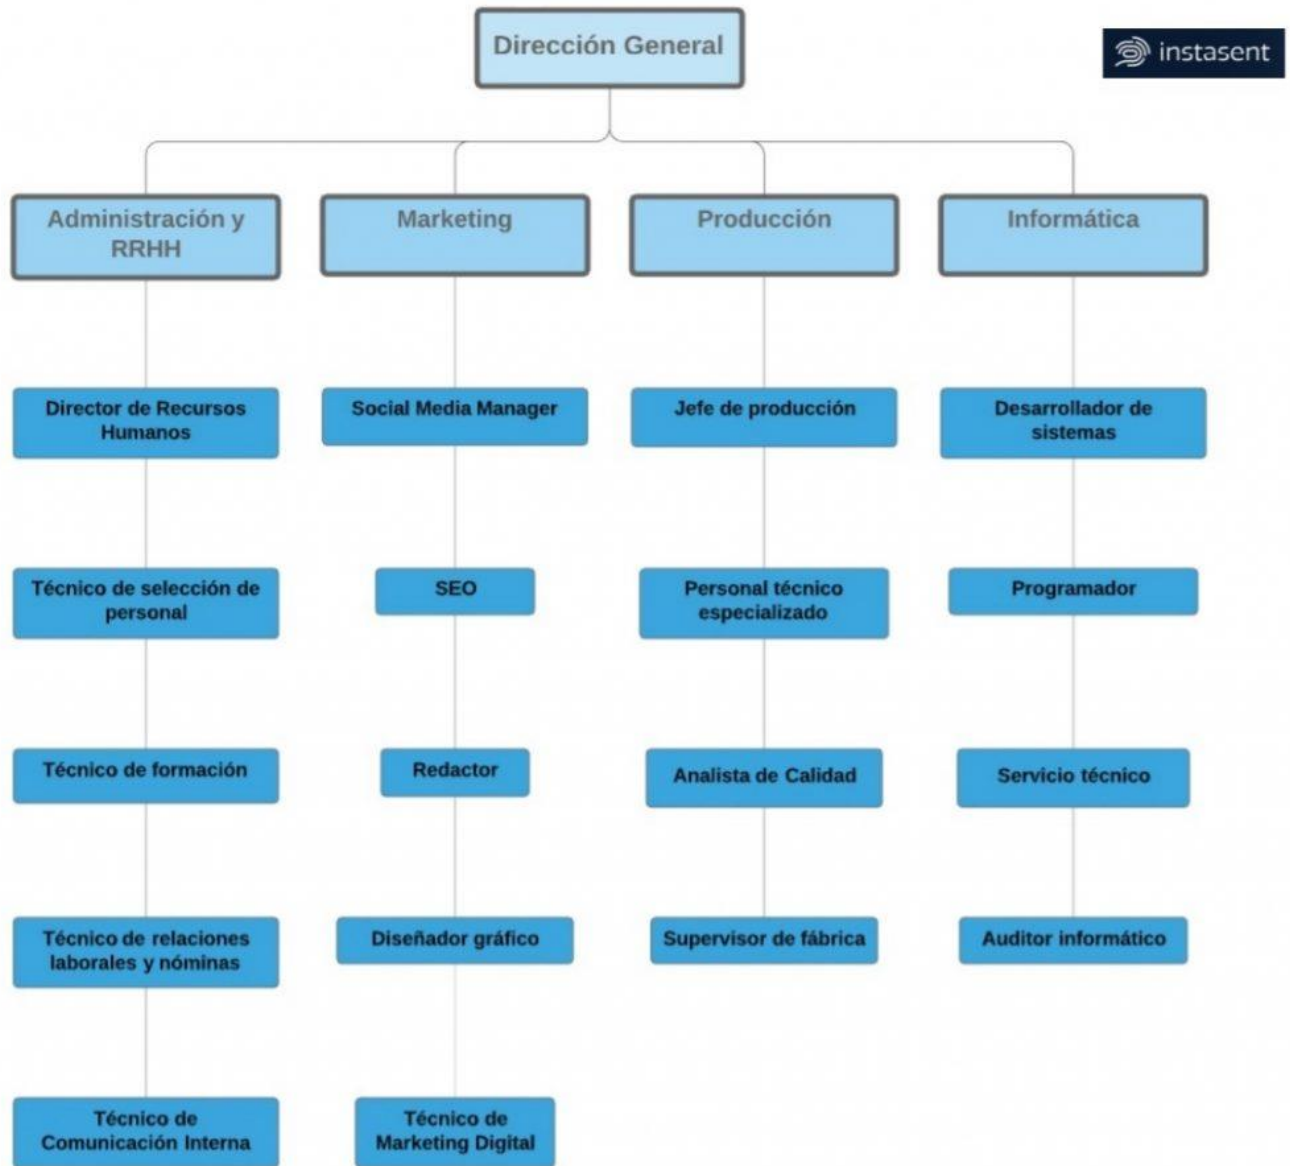 Dirección General
instasent
Administración y
RRHH
Marketing
Producción
Informática
Director de Recursos
Humanos
Social Media Manager
Jefe de producción
Desarrollador de
sistemas
Técnico de selección de
personal
SEO
Personal técnico
especializado
Programador
Técnico de formación
Redactor
Analista de Calidad
Servicio técnico
Técnico de relaciones
laborales y nóminas
Diseñador gráfico
Supervisor de fábrica
Auditor informático
Técnico de
Comunicación Interna
Técnico de
Marketing Digital